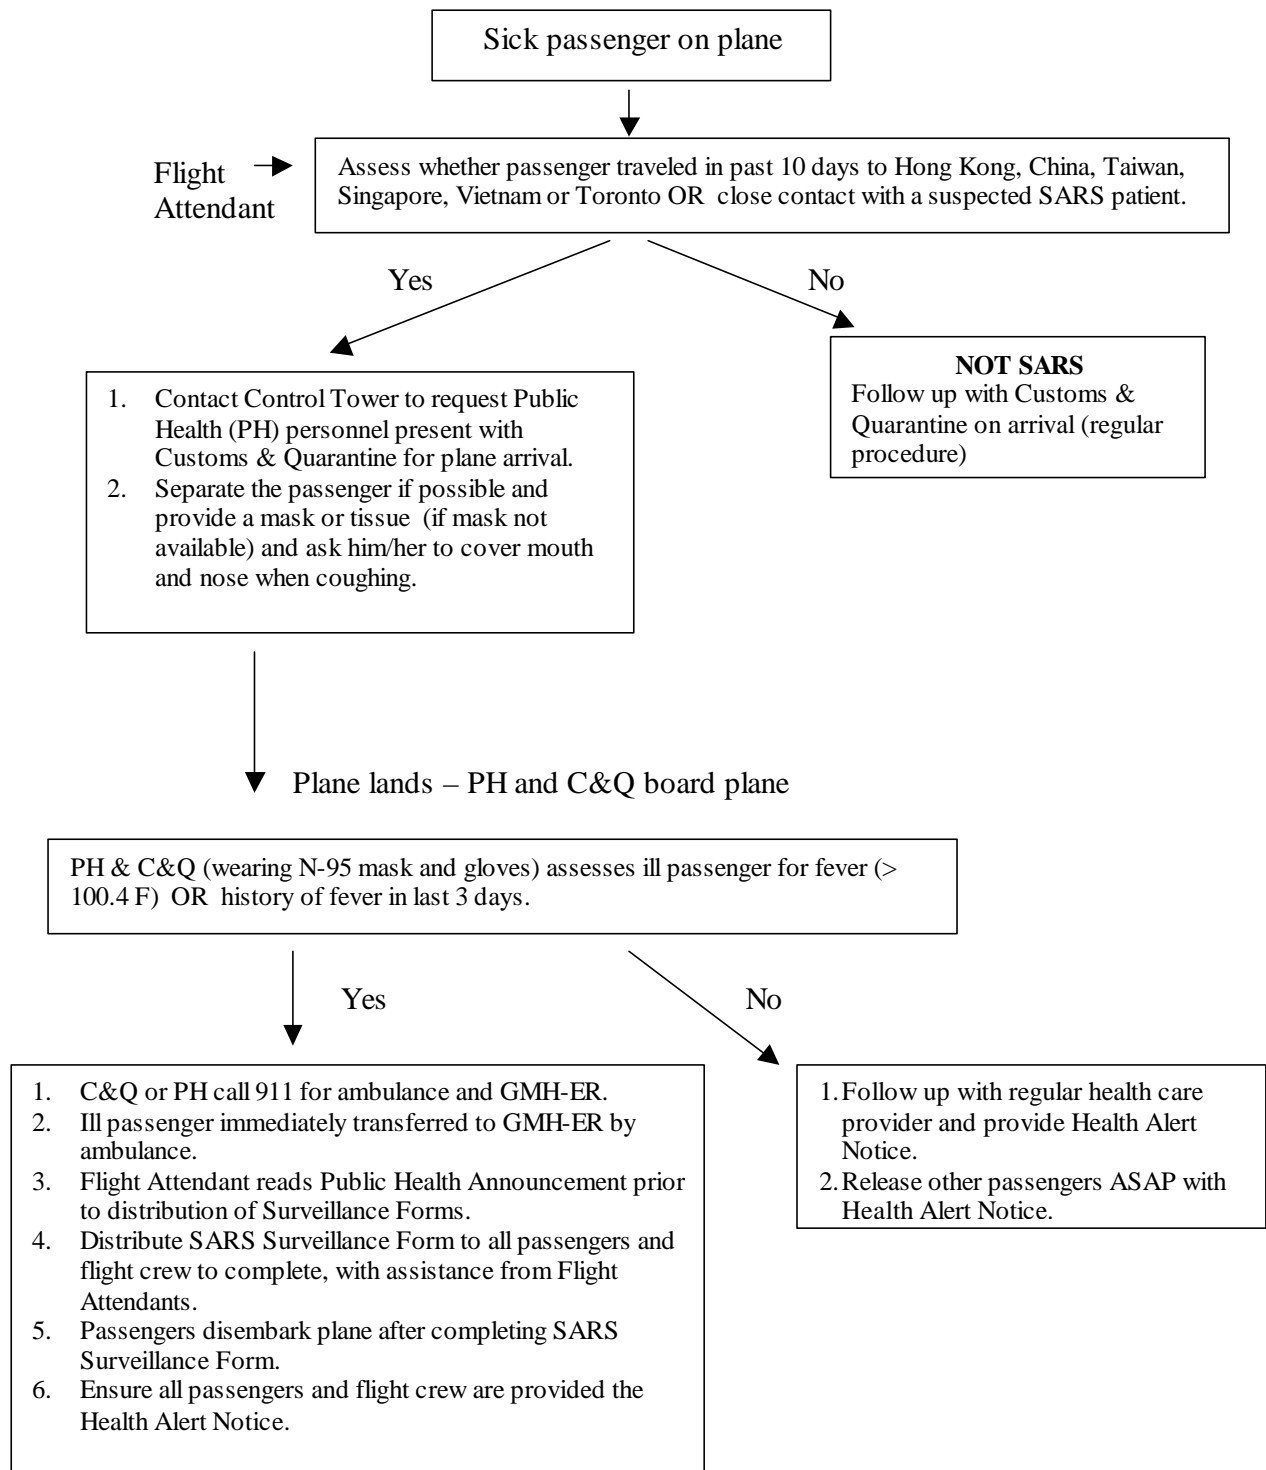 Sick passenger on plane
Flight
Attendant
Assess whether passenger traveled in past 10 days to Hong Kong, China, Taiwan,
Singapore, Vietnam or Toronto OR close contact with a suspected SARS patient.
Yes
No
1. Contact Control Tower to request Public
Health (PH) personnel present with
Customs & Quarantine for plane arrival.
2. Separate the passenger if possible and
provide a mask or tissue (if mask not
available) and ask him/her to cover mouth
and nose when coughing.
NOT SARS
Follow up with Customs &
Quarantine on arrival (regular
procedure)
Plane lands – PH and C&Q board plane
PH & C&Q (wearing N-95 mask and gloves) assesses ill passenger for fever (>
100.4 F) OR history of fever in last 3 days.
Yes
No
1. C&Q or PH call 911 for ambulance and GMH-ER.
2. Ill passenger immediately transferred to GMH-ER by
ambulance.
3. Flight Attendant reads Public Health Announcement prior
to distribution of Surveillance Forms.
4. Distribute SARS Surveillance Form to all passengers and
flight crew to complete, with assistance from Flight
Attendants.
5. Passengers disembark plane after completing SARS
Surveillance Form.
6. Ensure all passengers and flight crew are provided the
Health Alert Notice.
1. Follow up with regular health care
provider and provide Health Alert
Notice.
2. Release other passengers ASAP with
Health Alert Notice.